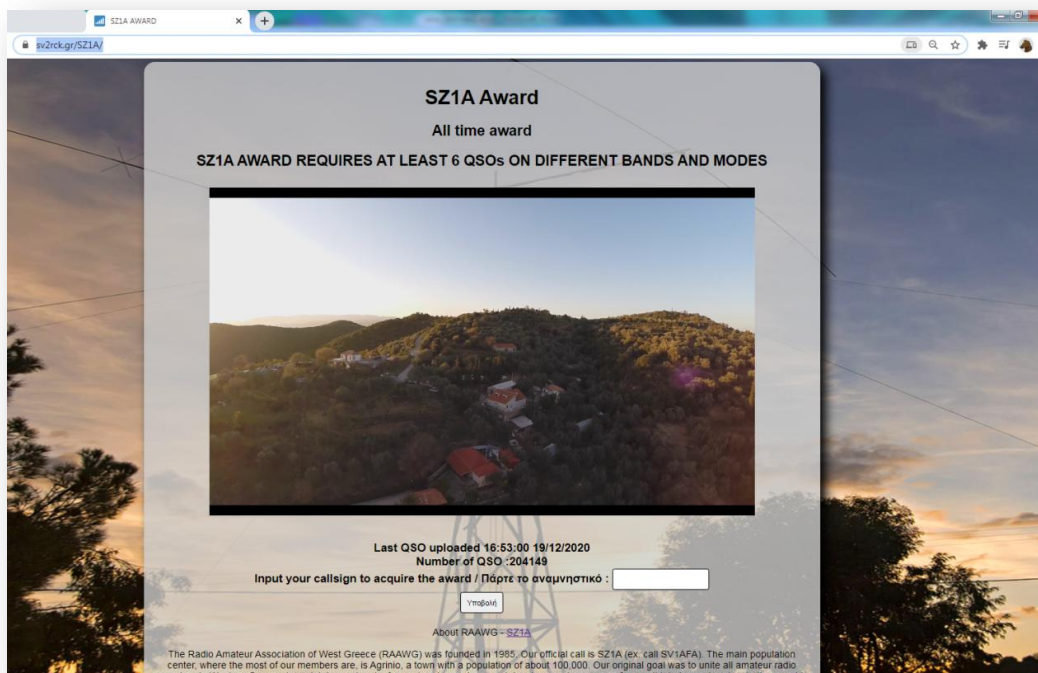 SZ1A AWARD
sv2rck.gr/SZ1A/
SZ1A Award
All time award
SZ1A AWARD REQUIRES AT LEAST 6 QSOs ON DIFFERENT BANDS AND MODES
Last QSO uploaded 16:53:00 19/12/2020
Number of QSO :204149
Input your callsign to acquire the award / Πάρτε το αναμνηστικό :
Υποβολή
About RAAWG - SZ1A
The Radio Amateur Association of West Greece (RAAWG) was founded in 1985. Our official call is SZ1A (ex. call SV1AFA). The main population
center, where the most of our members are, is Agrinio, a town with a population of about 100,000. Our original goal was to unite all amateur radio